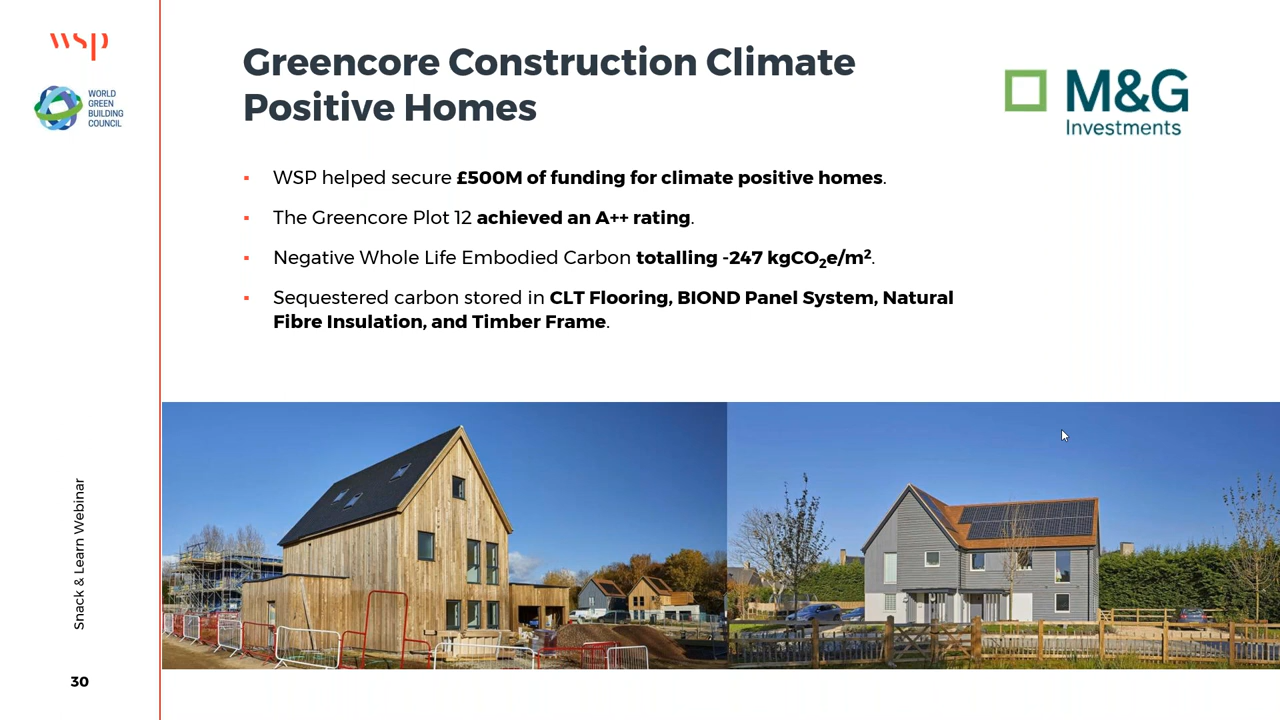 wsp
WORLD
GREEN
BUILDING
COUNCIL
Greencore Construction Climate
Positive Homes
M&G
Investments
▪ WSP helped secure £500M of funding for climate positive homes.
▪ The Greencore Plot 12 achieved an A++ rating.
▪ Negative Whole Life Embodied Carbon totalling -247 kgCO₂e/m².
▪ Sequestered carbon stored in CLT Flooring, BIOND Panel System, Natural
Fibre Insulation, and Timber Frame.
Snack & Learn Webinar
30